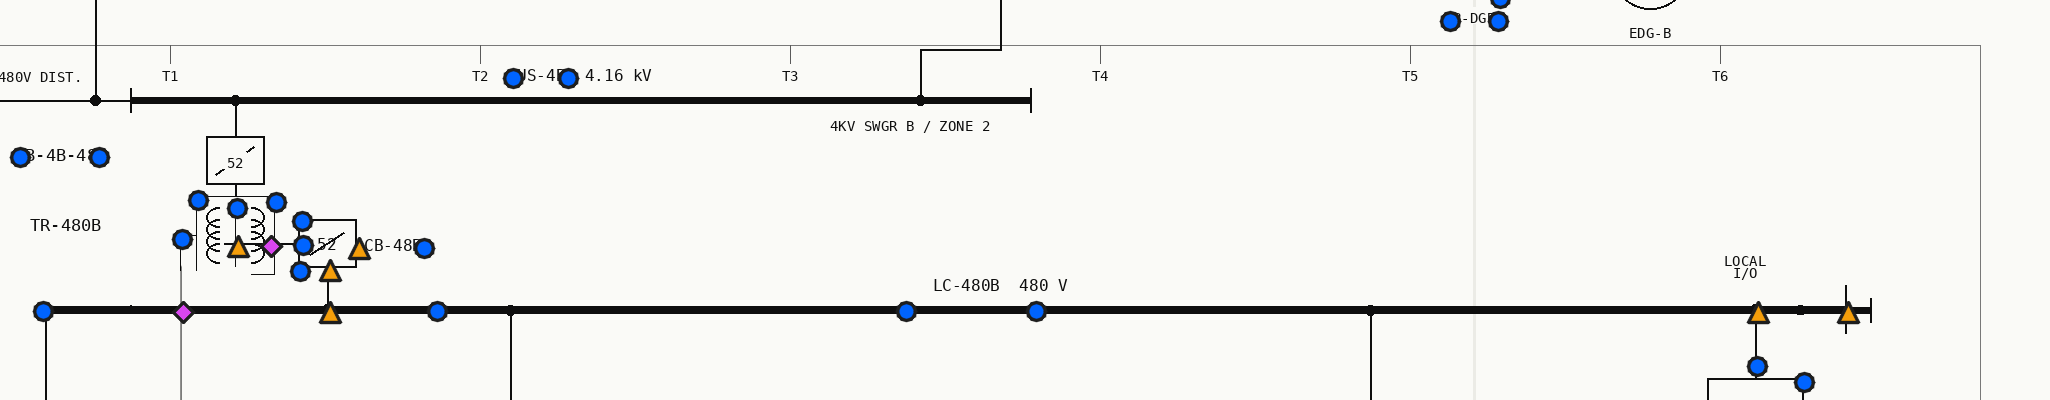 EDG-B
480V DIST.
T1
T2
4.16 kV
T3
T4
T5
T6
4KV SWGR B / ZONE 2
52
TR-480B
52
LOCAL
I/O
LC-480B 480 V